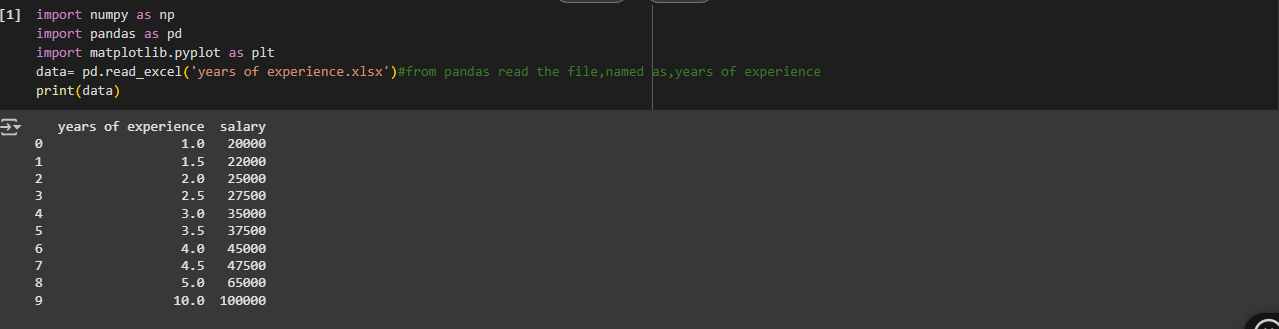 [1] import numpy as np
import pandas as pd
import matplotlib.pyplot as plt
data= pd.read_excel('years of experience.xlsx')#from pandas read the file,named as,years of experience
print(data)
years of experience salary
0 1.0 20000
1 1.5 22000
2 2.0 25000
3 2.5 27500
4 3.0 35000
5 3.5 37500
6 4.0 45000
7 4.5 47500
8 5.0 65000
9 10.0 100000